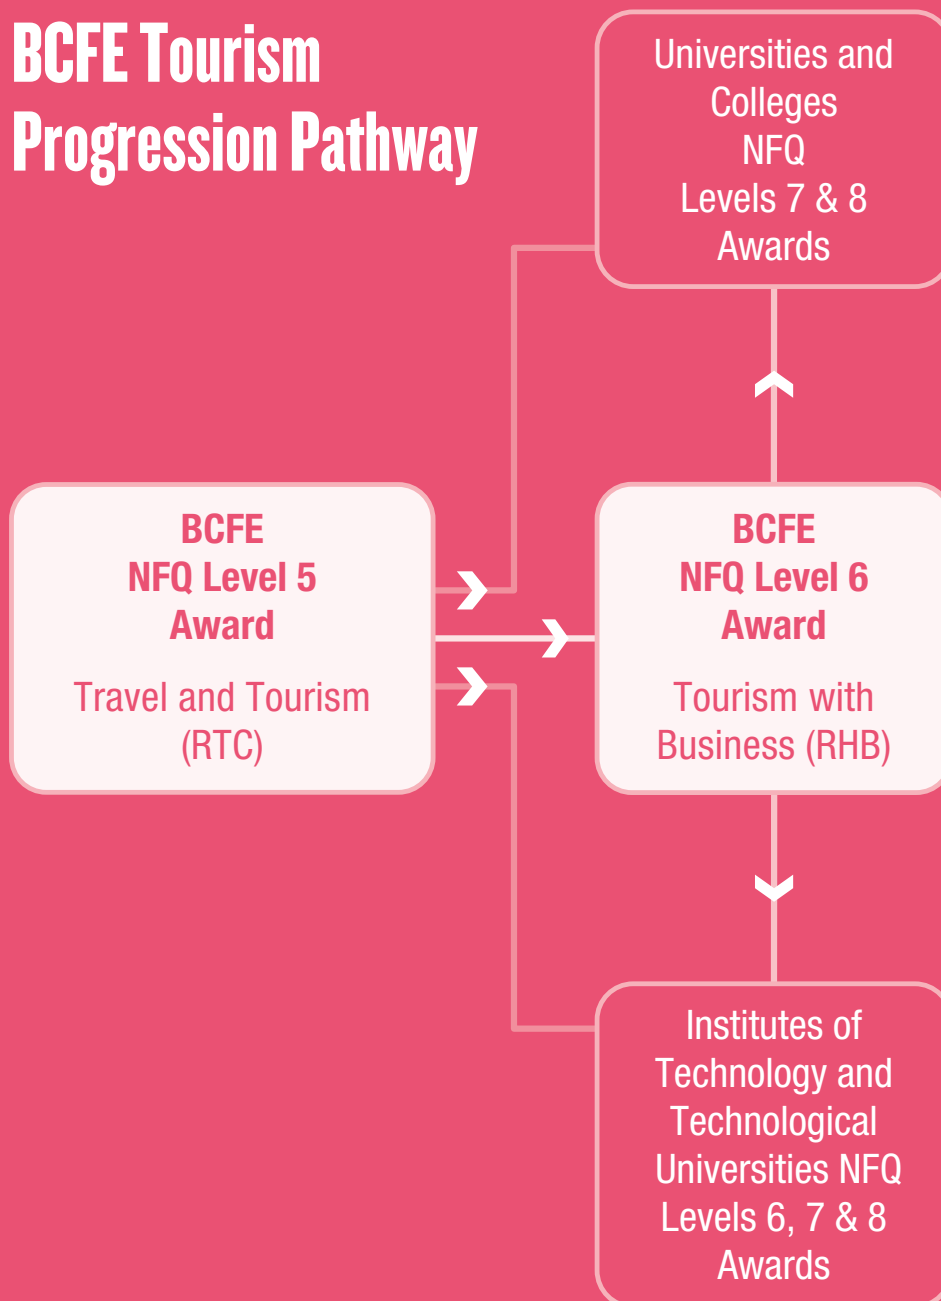 BCFE Tourism
Progression Pathway
Universities and
Colleges
NFQ
Levels 7 & 8
Awards
BCFE
NFQ Level 5
Award
Travel and Tourism
(RTC)
BCFE
NFQ Level 6
Award
Tourism with
Business (RHB)
Institutes of
Technology and
Technological
Universities NFQ
Levels 6, 7 & 8
Awards